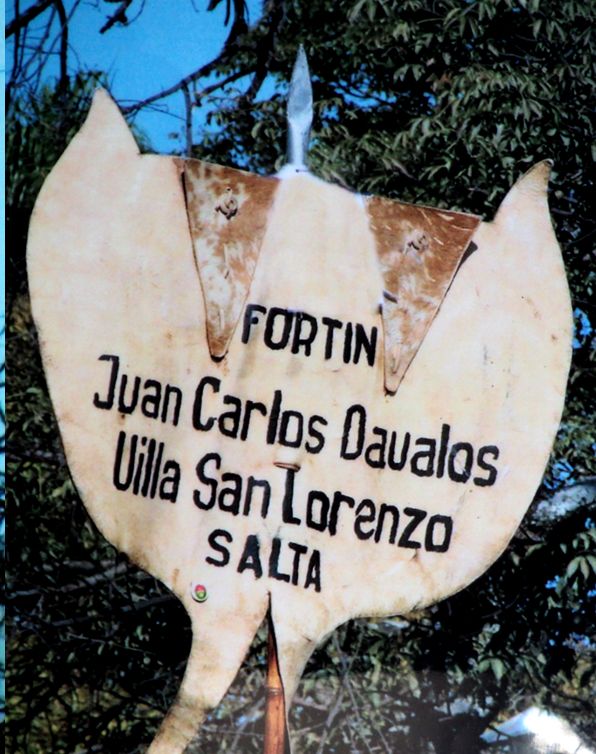 FORTIN
Juan Carlos Davalos
Villa San Lorenzo
SALTA